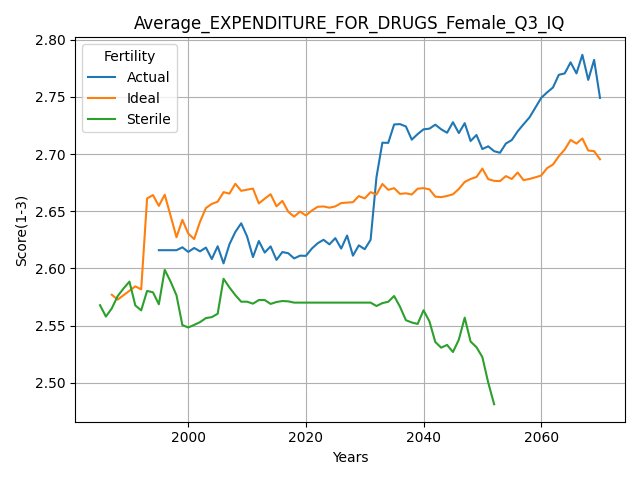 Average_EXPENDITURE_FOR_DRUGS_Female_Q3_IQ
Fertility
Actual
Ideal
Sterile
Score(1-3)
2.80
2.75
2.70
2.65
2.60
2.55
2.50
2000
2020
2040
2060
Years